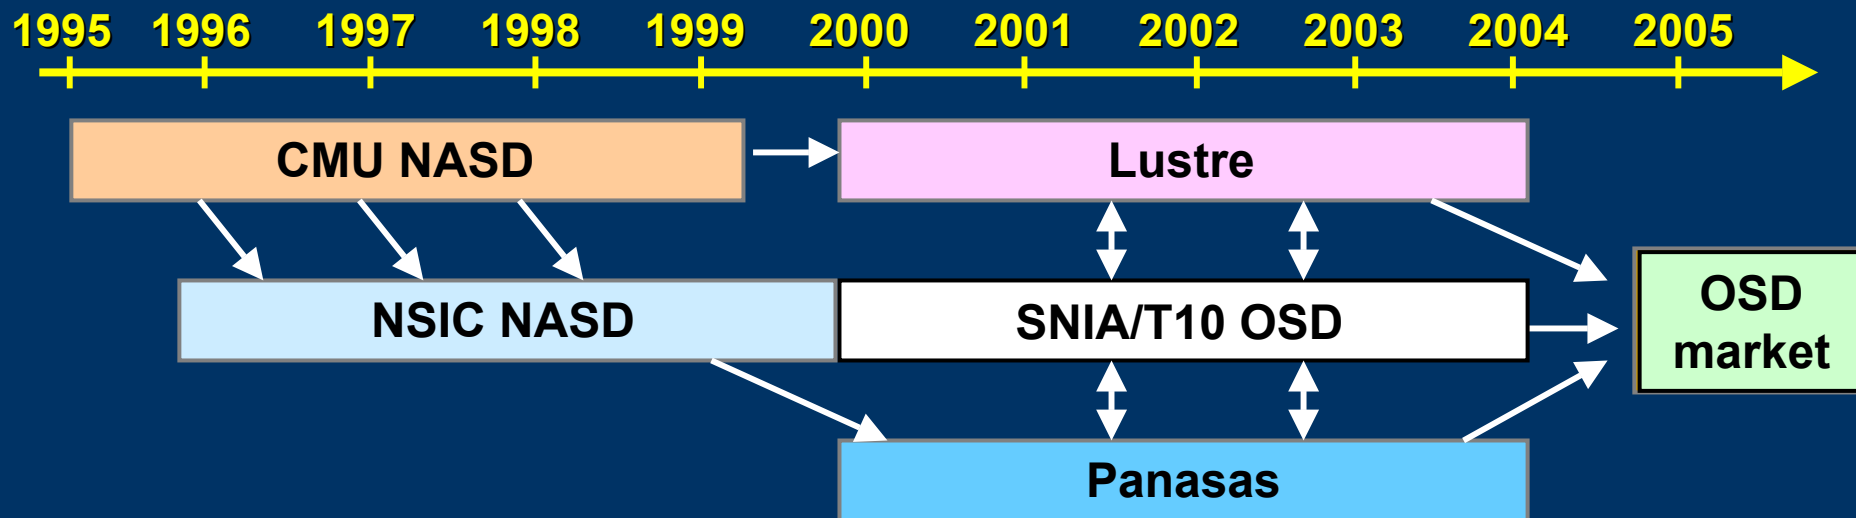 1995 1996 1997 1998 1999 2000 2001 2002 2003 2004 2005
CMU NASD
Lustre
NSIC NASD
SNIA/T10 OSD
OSD
market
Panasas